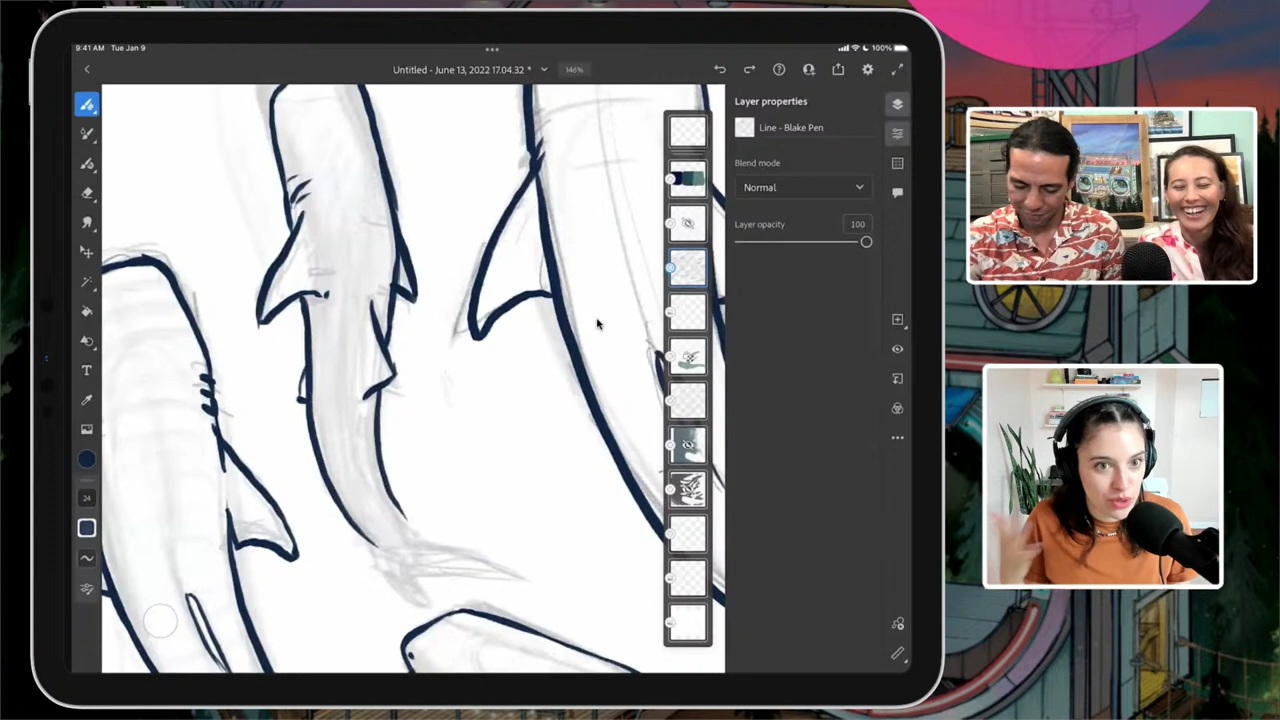 9:41 AM Tue Jan 9
100%
Untitled - June 13, 2022 17.04.32 *
146%
Layer properties
Line - Blake Pen
Blend mode
Normal
Layer opacity
100
T
24